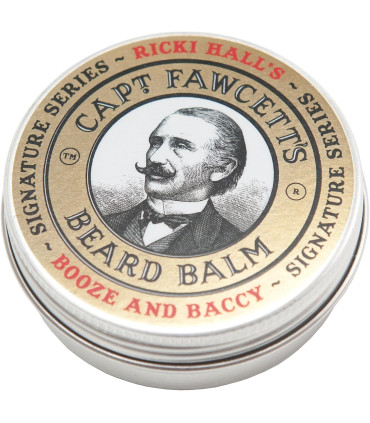 ~ SIGNATURE SERIES ~
RICKI HALL'S
~ SIGNATURE SERIES ~
BOOZE AND BACCY
CAPT. FAWCETT'S
TM
®
BEARD BALM